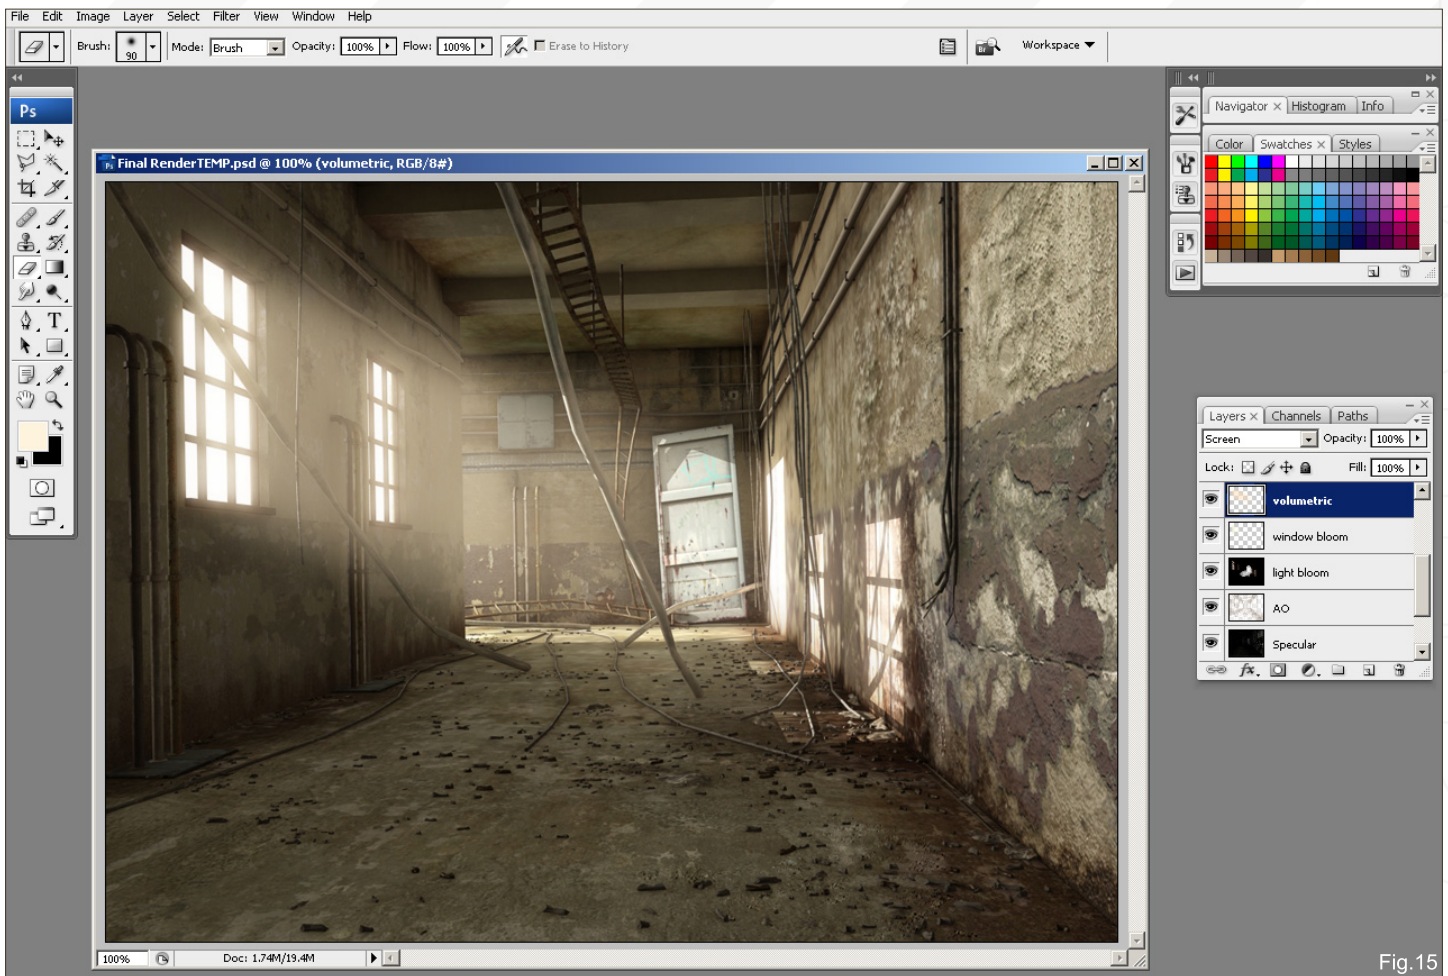 File Edit Image Layer Select Filter View Window Help
Brush: 90 Mode: Brush Opacity: 100% Flow: 100% Erase to History Br Workspace
Ps
T
Ps Final RenderTEMP.psd @ 100% (volumetric, RGB/8#)
100% Doc: 1.74M/19.4M
Navigator × Histogram Info
Color Swatches × Styles
Layers × Channels Paths
Screen Opacity: 100%
Lock: Fill: 100%
volumetric
window bloom
light bloom
AO
Specular
fx.
Fig.15